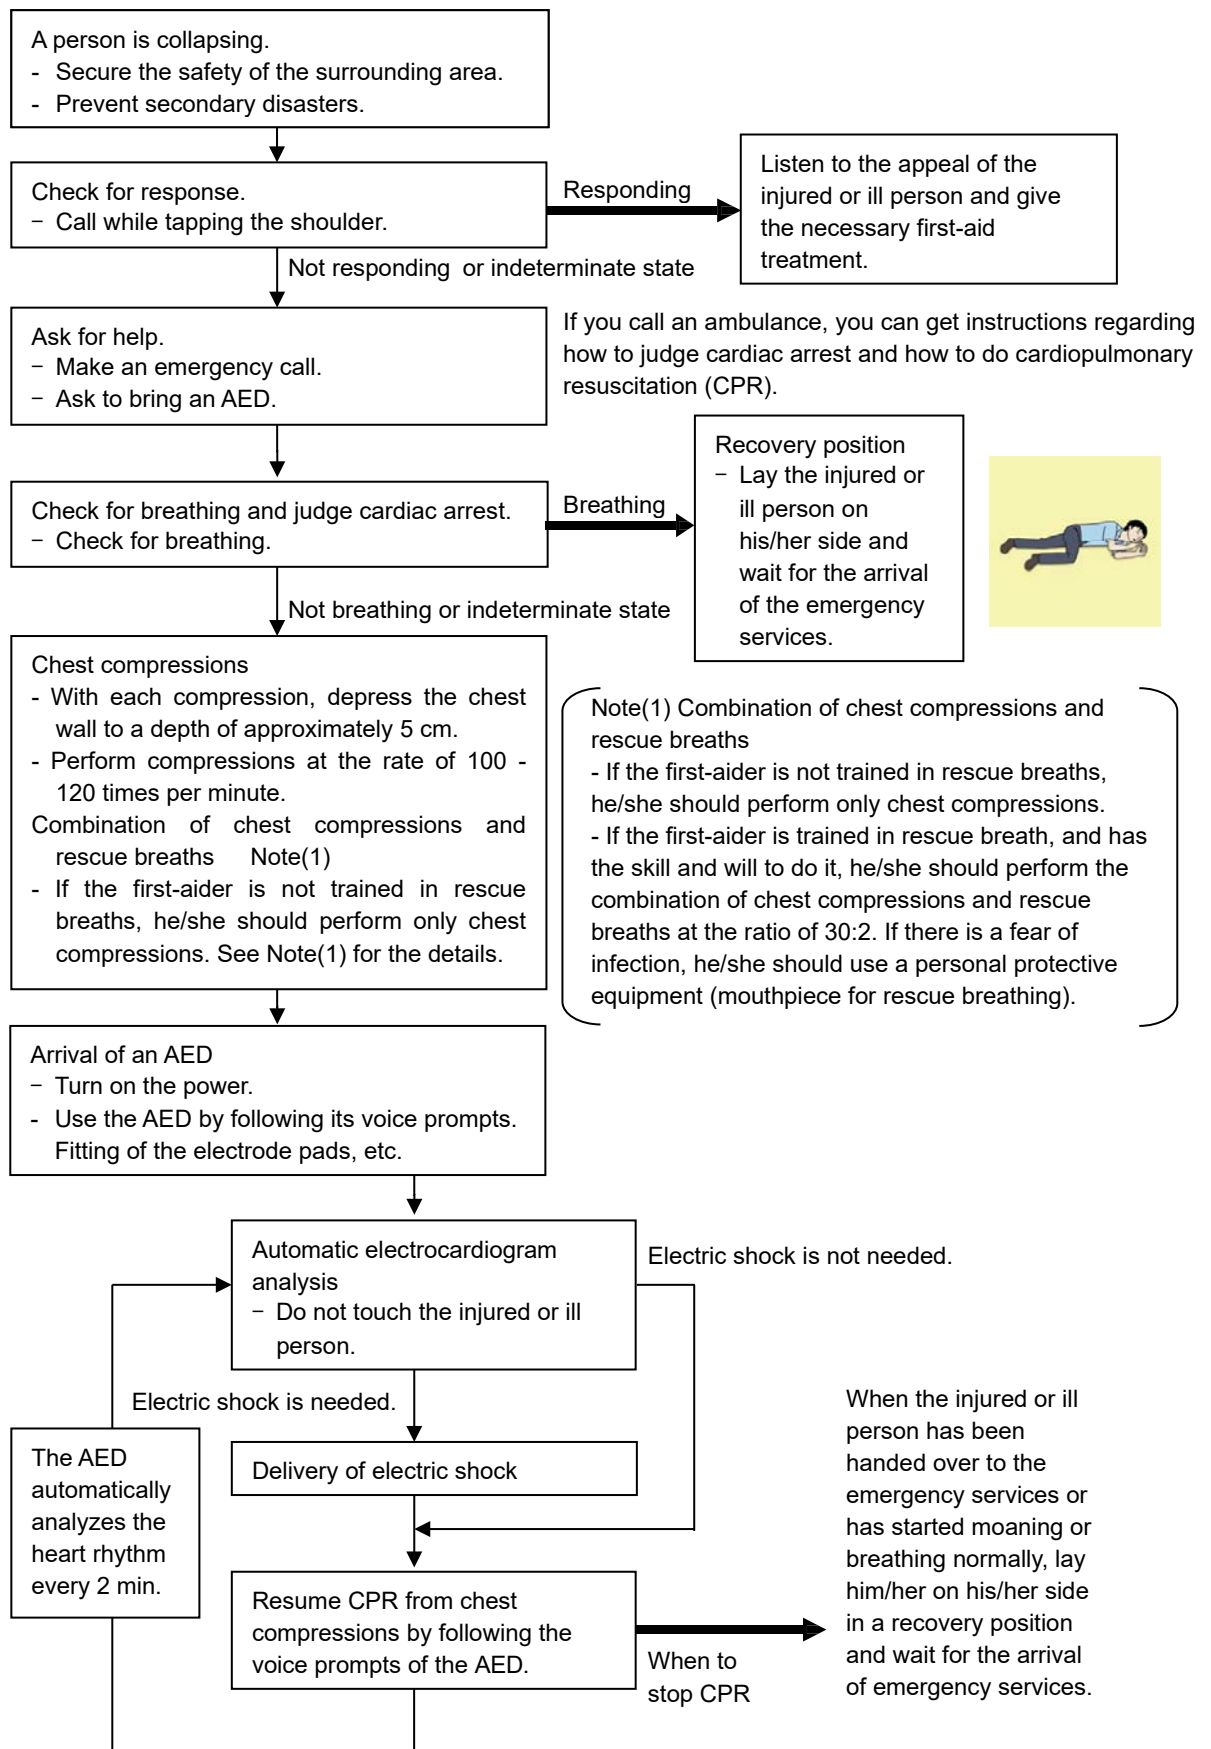 A person is collapsing.
- Secure the safety of the surrounding area.
- Prevent secondary disasters.
Check for response.
- Call while tapping the shoulder.
Responding
Listen to the appeal of the
injured or ill person and give
the necessary first-aid
treatment.
Not responding or indeterminate state
Ask for help.
- Make an emergency call.
- Ask to bring an AED.
If you call an ambulance, you can get instructions regarding
how to judge cardiac arrest and how to do cardiopulmonary
resuscitation (CPR).
Check for breathing and judge cardiac arrest.
- Check for breathing.
Breathing
Recovery position
- Lay the injured or
ill person on
his/her side and
wait for the arrival
of the emergency
services.
Not breathing or indeterminate state
Chest compressions
- With each compression, depress the chest
wall to a depth of approximately 5 cm.
- Perform compressions at the rate of 100 -
120 times per minute.
Combination of chest compressions and
rescue breaths Note(1)
- If the first-aider is not trained in rescue
breaths, he/she should perform only chest
compressions. See Note(1) for the details.
Note(1) Combination of chest compressions and
rescue breaths
- If the first-aider is not trained in rescue breaths,
he/she should perform only chest compressions.
- If the first-aider is trained in rescue breath, and has
the skill and will to do it, he/she should perform the
combination of chest compressions and rescue
breaths at the ratio of 30:2. If there is a fear of
infection, he/she should use a personal protective
equipment (mouthpiece for rescue breathing).
Arrival of an AED
- Turn on the power.
- Use the AED by following its voice prompts.
Fitting of the electrode pads, etc.
Automatic electrocardiogram
analysis
- Do not touch the injured or ill
person.
Electric shock is not needed.
Electric shock is needed.
The AED
automatically
analyzes the
heart rhythm
every 2 min.
Delivery of electric shock
Resume CPR from chest
compressions by following the
voice prompts of the AED.
When to
stop CPR
When the injured or ill
person has been
handed over to the
emergency services or
has started moaning or
breathing normally, lay
him/her on his/her side
in a recovery position
and wait for the arrival
of emergency services.